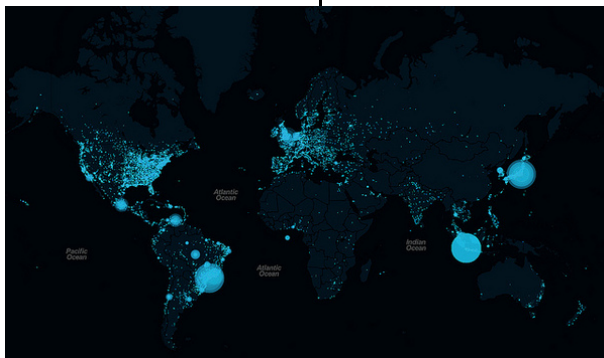 Atlantic
Ocean
Pacific
Ocean
Indian
Ocean
Atlantic
Ocean